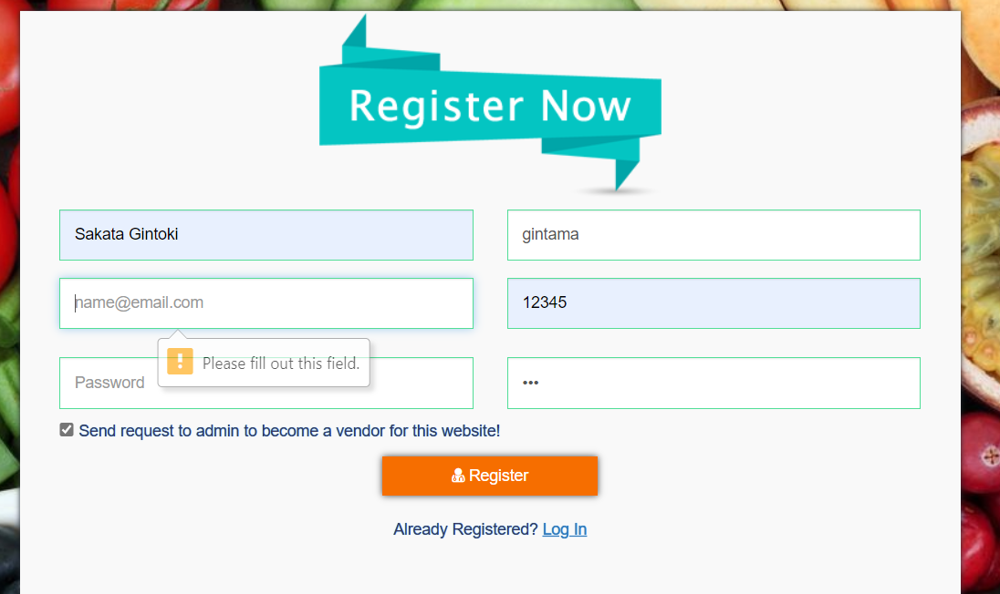 Register Now
Sakata Gintoki
gintama
name@email.com
12345
Please fill out this field.
Password
•••
Send request to admin to become a vendor for this website!
Register
Already Registered? Log In